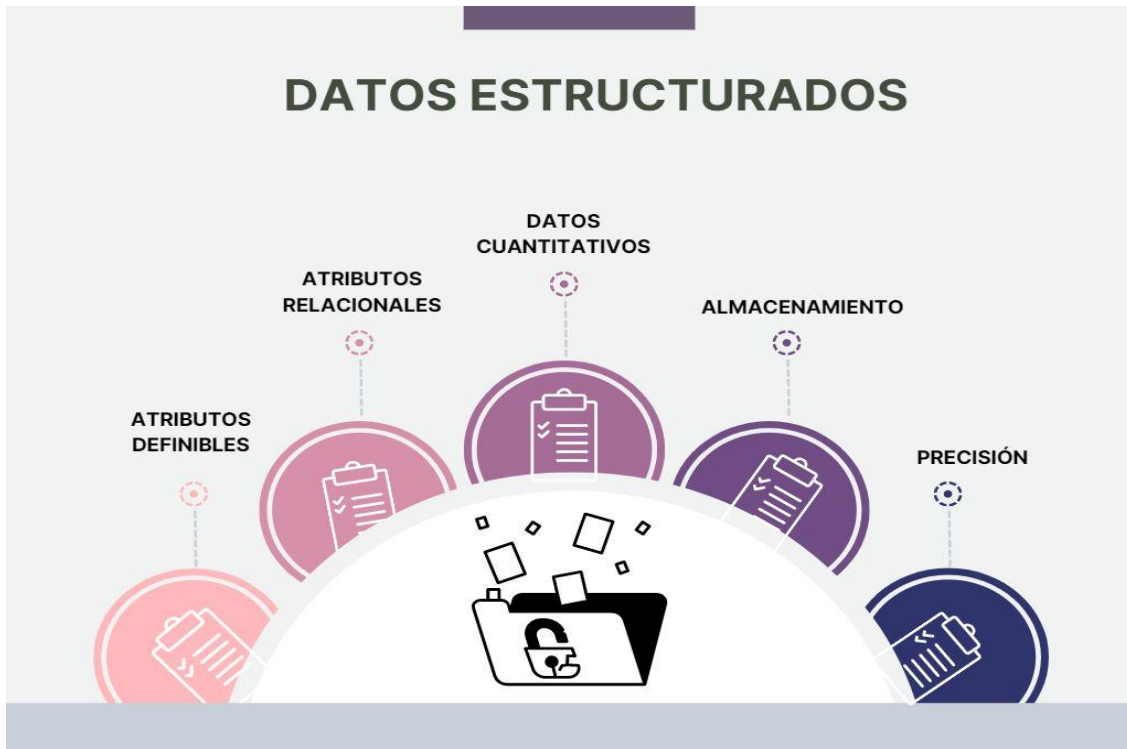 DATOS ESTRUCTURADOS
ATRIBUTOS
DEFINIBLES
ATRIBUTOS
RELACIONALES
DATOS
CUANTITATIVOS
ALMACENAMIENTO
PRECISIÓN